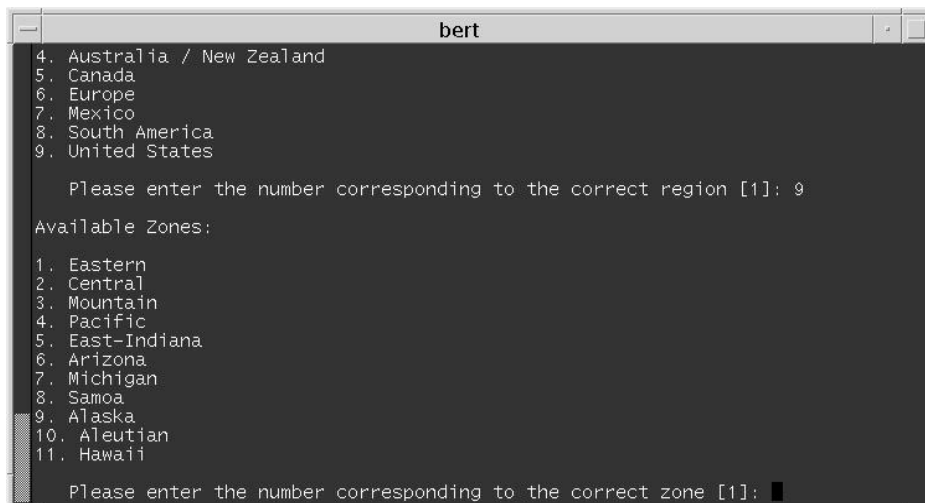 bert
4. Australia / New Zealand
5. Canada
6. Europe
7. Mexico
8. South America
9. United States
Please enter the number corresponding to the correct region [1]: 9
Available Zones:
1. Eastern
2. Central
3. Mountain
4. Pacific
5. East-Indiana
6. Arizona
7. Michigan
8. Samoa
9. Alaska
10. Aleutian
11. Hawaii
Please enter the number corresponding to the correct zone [1]: